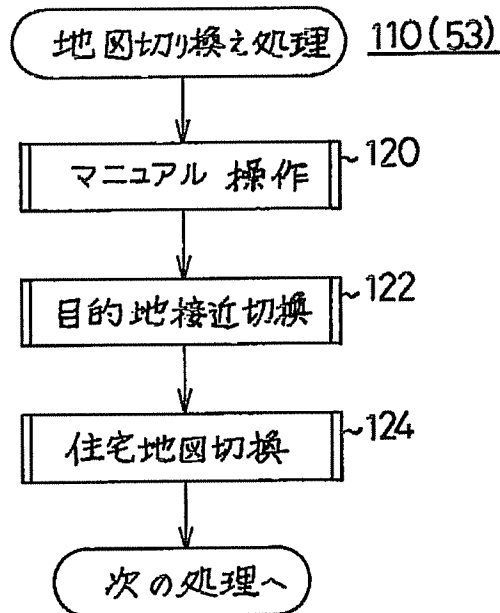 地図切り換え処理 110(53)
マニュアル 操作 ~120
目的地接近切換 ~122
住宅地図切換 ~124
次の処理へ